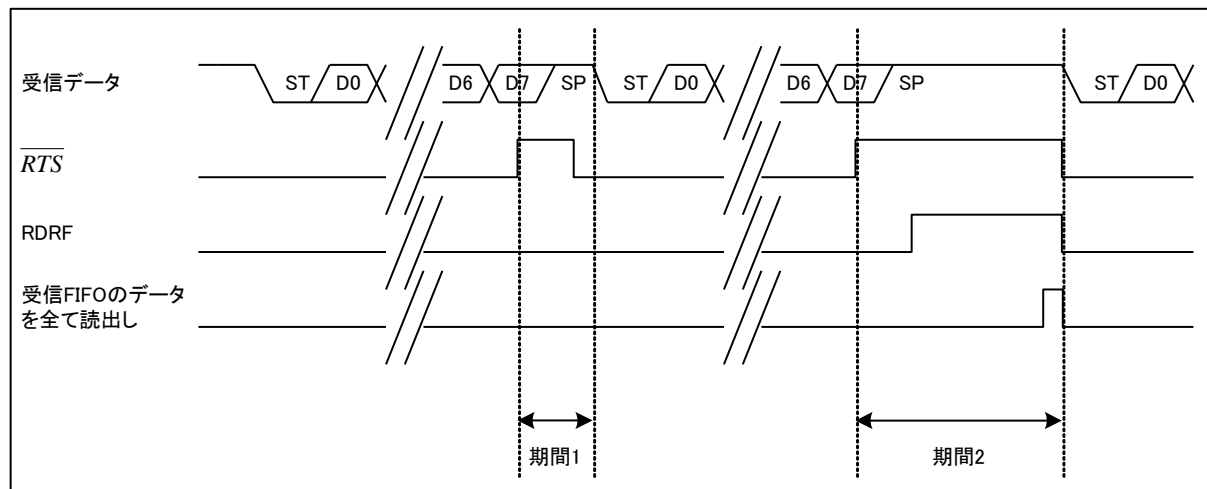 受信データ
ST D0 D6 D7 SP ST D0 D6 D7 SP ST D0
RTS
RDRF
受信FIFOのデータ
を全て読出し
期間1 期間2